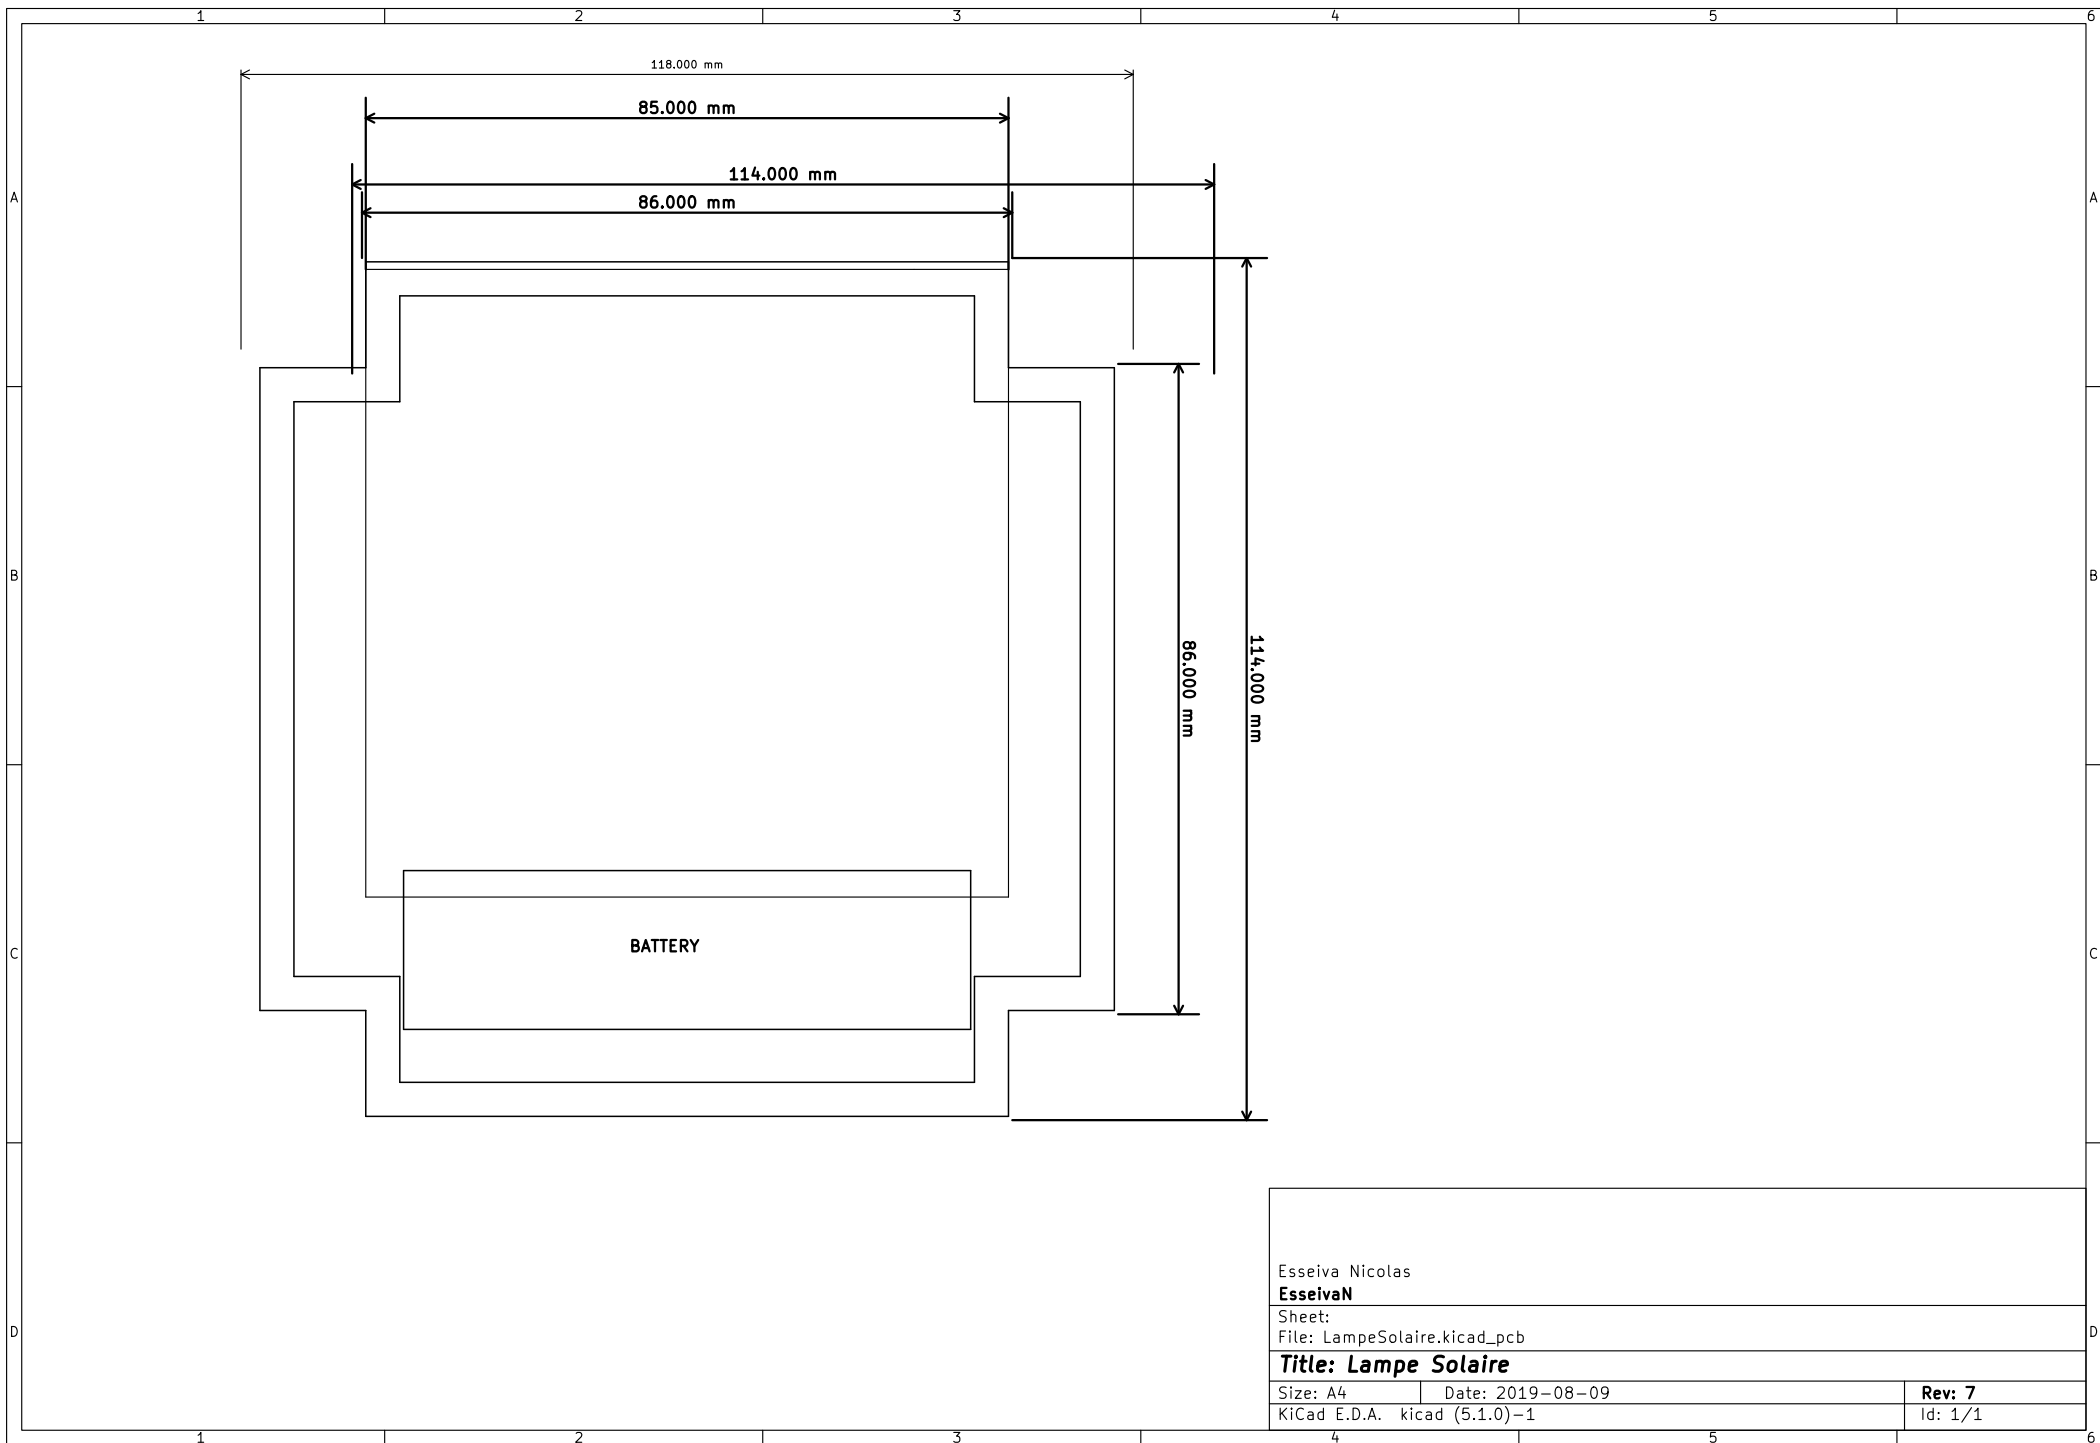 1 2 3 4 5 6
118.000 mm
85.000 mm
114.000 mm
86.000 mm
A A
B B
86.000 mm
114.000 mm
BATTERY
C C
Esseiva Nicolas
EsseivaN
Sheet:
File: LampeSolaire.kicad_pcb
D D
Title: Lampe Solaire
Size: A4 Date: 2019-08-09 Rev: 7
KiCad E.D.A. kicad (5.1.0)-1 Id: 1/1
1 2 3 4 5 6